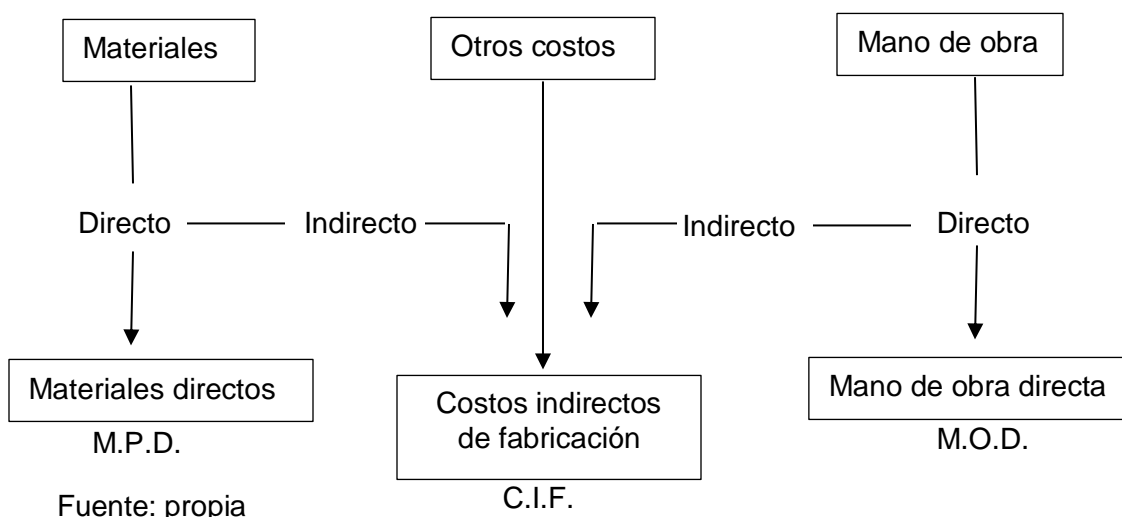 Materiales
Otros costos
Mano de obra
Directo
Indirecto
Indirecto
Directo
Materiales directos
M.P.D.
Costos indirectos
de fabricación
C.I.F.
Mano de obra directa
M.O.D.
Fuente: propia